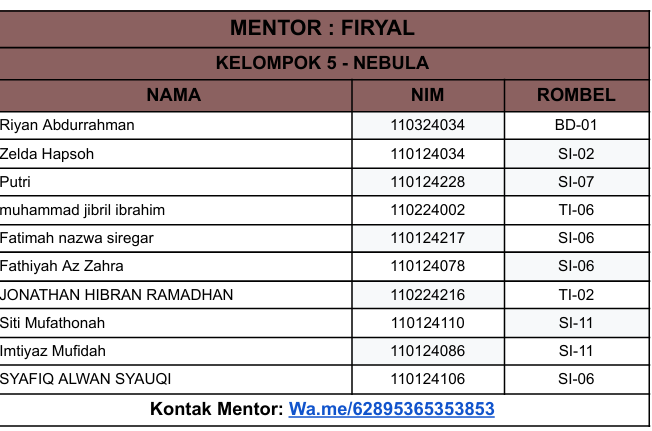 MENTOR : FIRYAL
KELOMPOK 5 - NEBULA
NAMA NIM ROMBEL
Riyan Abdurrahman 110324034 BD-01
Zelda Hapsoh 110124034 SI-02
Putri 110124228 SI-07
muhammad jibril ibrahim 110224002 TI-06
Fatimah nazwa siregar 110124217 SI-06
Fathiyah Az Zahra 110124078 SI-06
JONATHAN HIBRAN RAMADHAN 110224216 TI-02
Siti Mufathonah 110124110 SI-11
Imtiyaz Mufidah 110124086 SI-11
SYAFIQ ALWAN SYAUQI 110124106 SI-06
Kontak Mentor: Wa.me/62895365353853